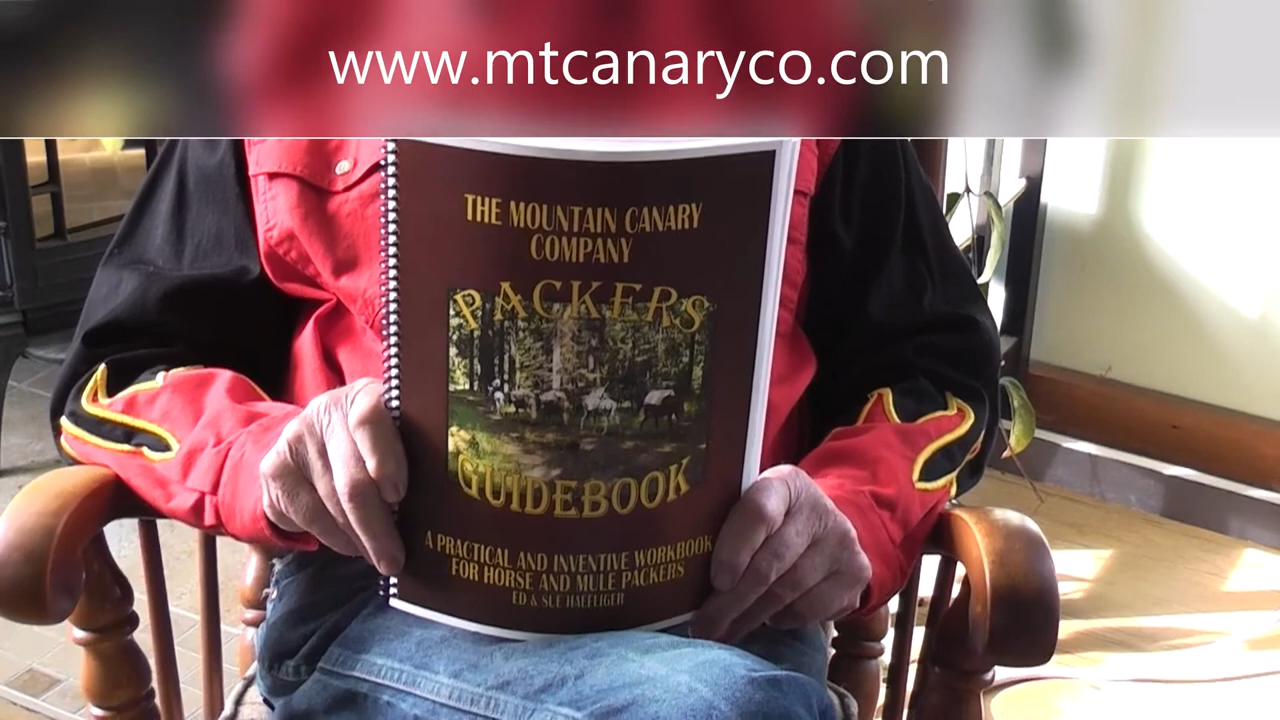 www.mtcanaryco.com
THE MOUNTAIN CANARY
COMPANY
PACKERS
GUIDEBOOK
A PRACTICAL AND INVENTIVE WORKBOOK
FOR HORSE AND MULE PACKERS
ED & SUE HAEFLIGER